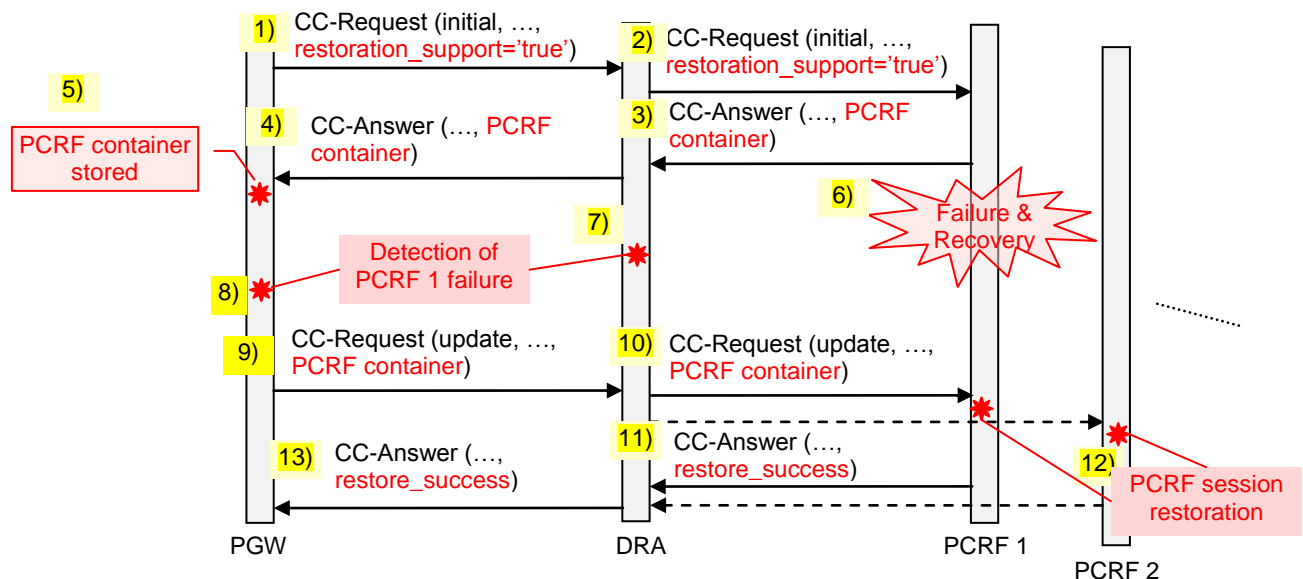 1)
CC-Request (initial, …,
restoration_support=’true’)
2)
CC-Request (initial, …,
restoration_support=’true’)
5)
PCRF container
stored
4)
CC-Answer (…, PCRF
container)
3)
CC-Answer (…, PCRF
container)
6)
Failure &
Recovery
7)
Detection of
PCRF 1 failure
8)
9)
CC-Request (update, …,
PCRF container)
10)
CC-Request (update, …,
PCRF container)
11)
CC-Answer (…,
restore_success)
12)
PCRF session
restoration
13)
CC-Answer (…,
restore_success)
PGW
DRA
PCRF 1
PCRF 2